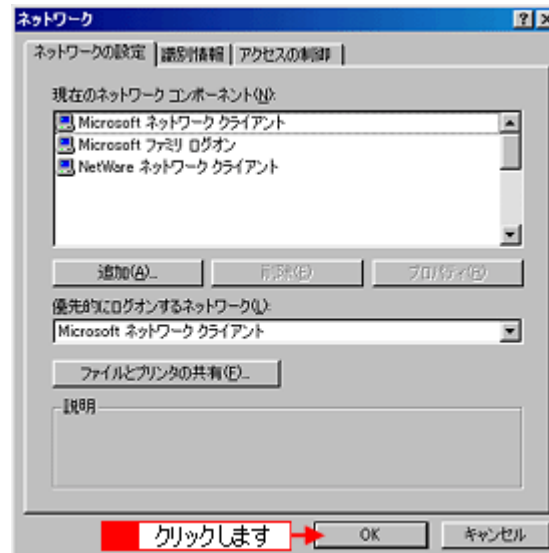 ネットワーク
ネットワークの設定 識別情報 アクセスの制御
現在のネットワーク コンポーネント(N):
Microsoft ネットワーク クライアント
Microsoft ファミリ ログオン
NetWare ネットワーク クライアント
追加(A)... 削除(E) プロパティ(R)
優先的にログオンするネットワーク(L):
Microsoft ネットワーク クライアント
ファイルとプリンタの共有(F)...
説明
クリックします OK キャンセル